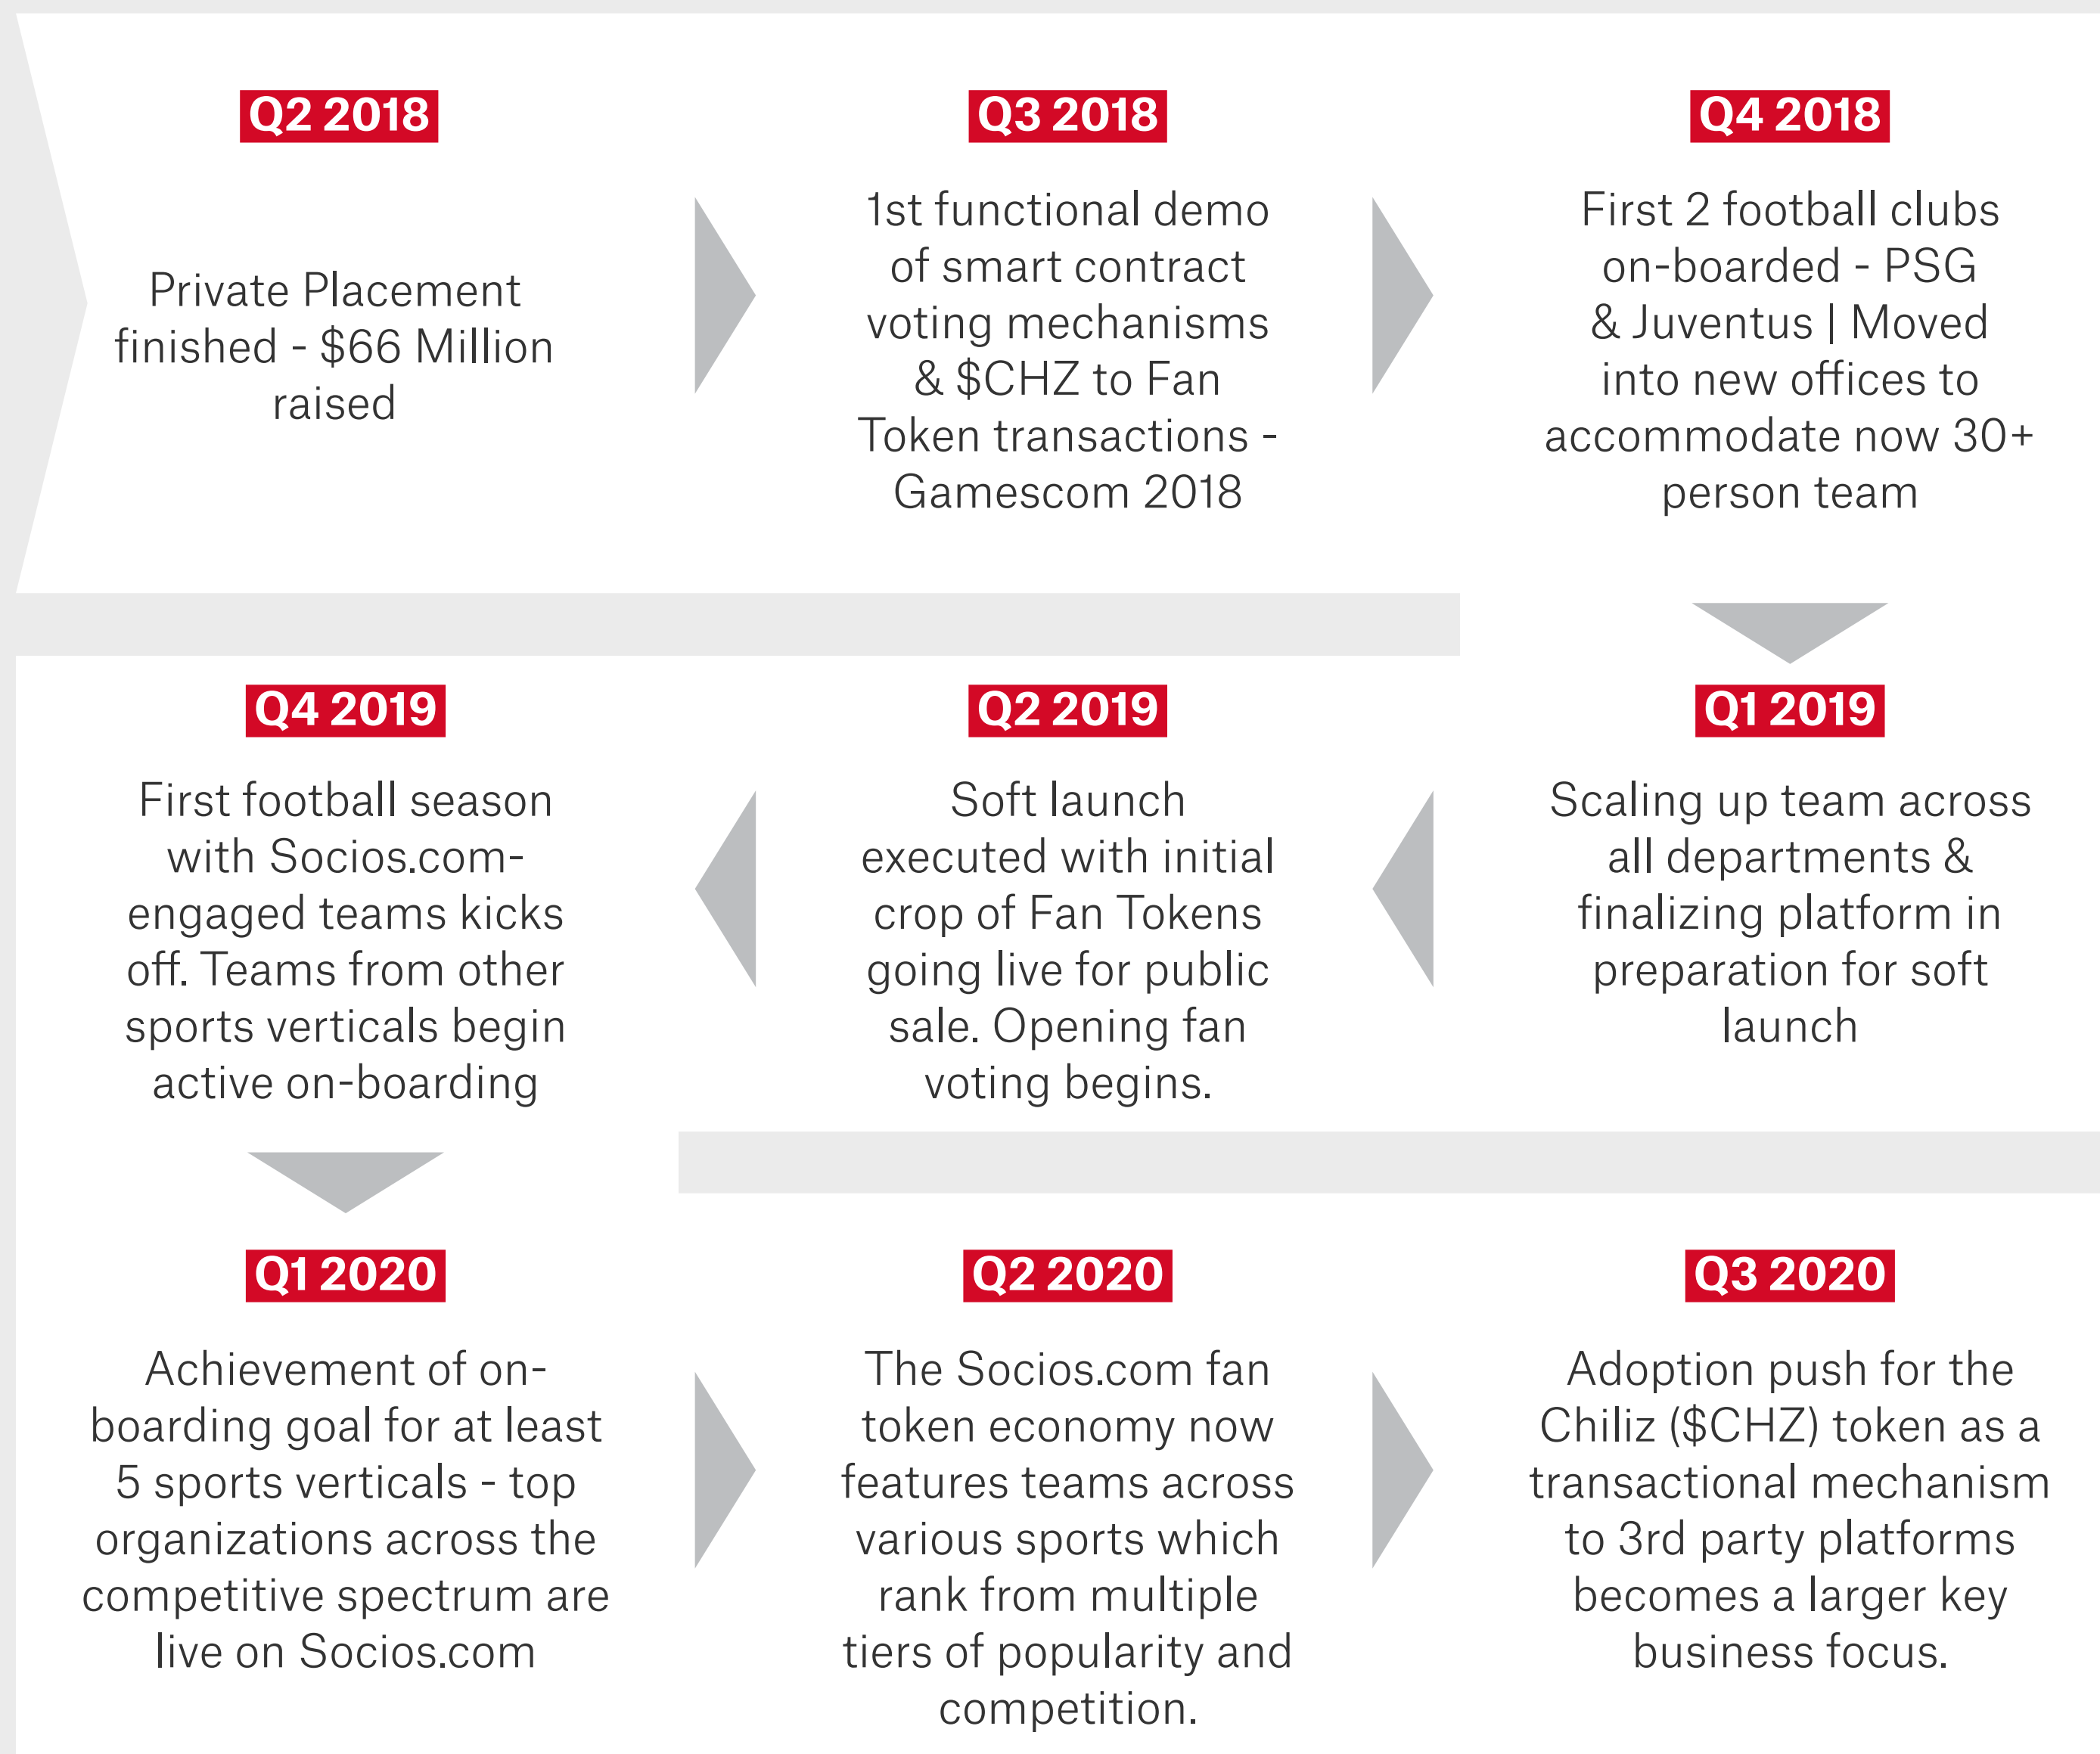 Q2 2018
Private Placement
finished - $66 Million
raised
Q3 2018
1st functional demo
of smart contract
voting mechanisms
& $CHZ to Fan
Token transactions -
Gamescom 2018
Q4 2018
First 2 football clubs
on-boarded - PSG
& Juventus | Moved
into new offices to
accommodate now 30+
person team
Q1 2019
Scaling up team across
all departments &
finalizing platform in
preparation for soft
launch
Q2 2019
Soft launch
executed with initial
crop of Fan Tokens
going live for public
sale. Opening fan
voting begins.
Q4 2019
First football season
with Socios.com-
engaged teams kicks
off. Teams from other
sports verticals begin
active on-boarding
Q1 2020
Achievement of on-
boarding goal for at least
5 sports verticals - top
organizations across the
competitive spectrum are
live on Socios.com
Q2 2020
The Socios.com fan
token economy now
features teams across
various sports which
rank from multiple
tiers of popularity and
competition.
Q3 2020
Adoption push for the
Chiliz ($CHZ) token as a
transactional mechanism
to 3rd party platforms
becomes a larger key
business focus.